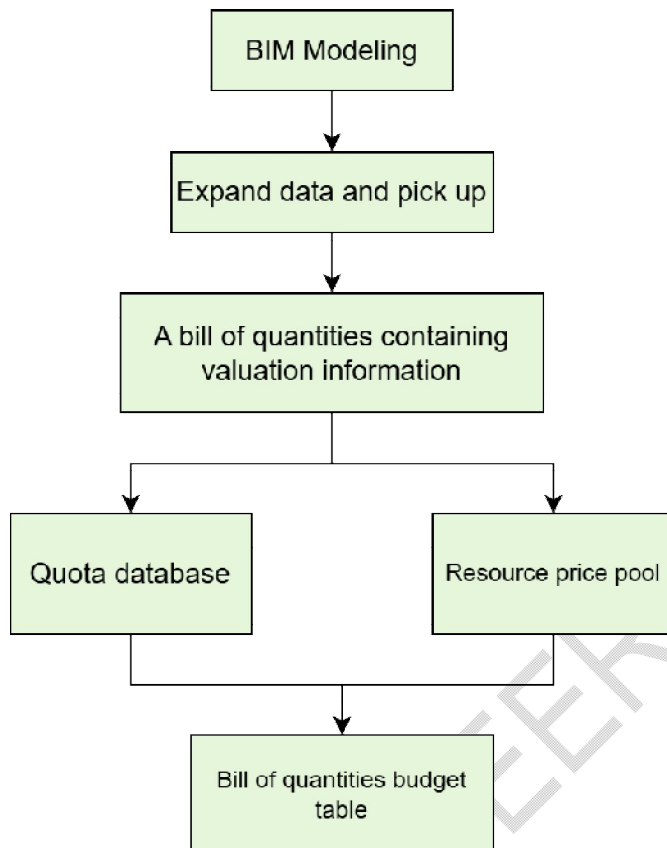 BIM Modeling
Expand data and pick up
A bill of quantities containing
valuation information
Quota database
Resource price pool
Bill of quantities budget
table